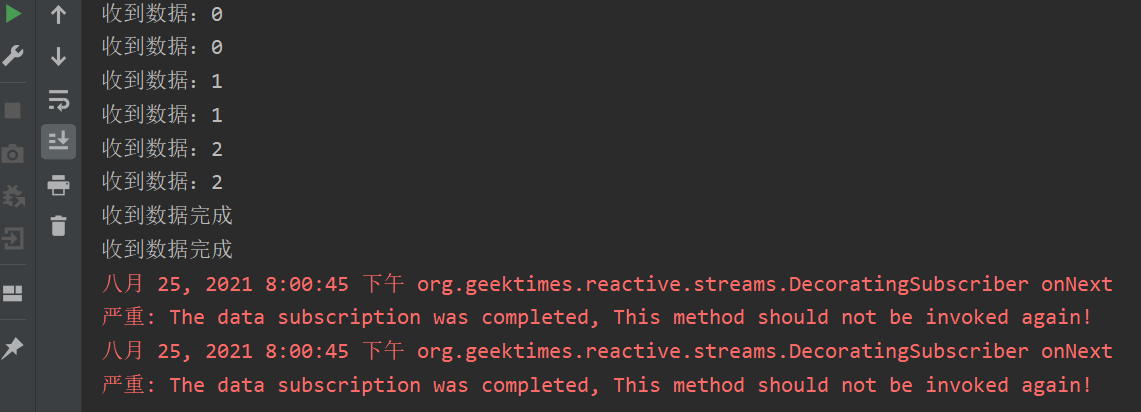 收到数据：0
收到数据：0
收到数据：1
收到数据：1
收到数据：2
收到数据：2
收到数据完成
收到数据完成
八月 25, 2021 8:00:45 下午 org.geektimes.reactive.streams.DecoratingSubscriber onNext
严重: The data subscription was completed, This method should not be invoked again!
八月 25, 2021 8:00:45 下午 org.geektimes.reactive.streams.DecoratingSubscriber onNext
严重: The data subscription was completed, This method should not be invoked again!